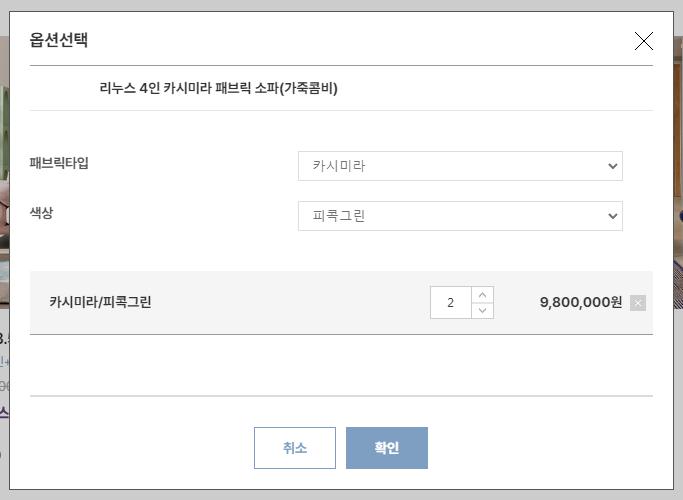 옵션선택
리누스 4인 카시미라 패브릭 소파(가죽콤비)
패브릭타입
카시미라
색상
피콕그린
카시미라/피콕그린 2 9,800,000원
취소 확인